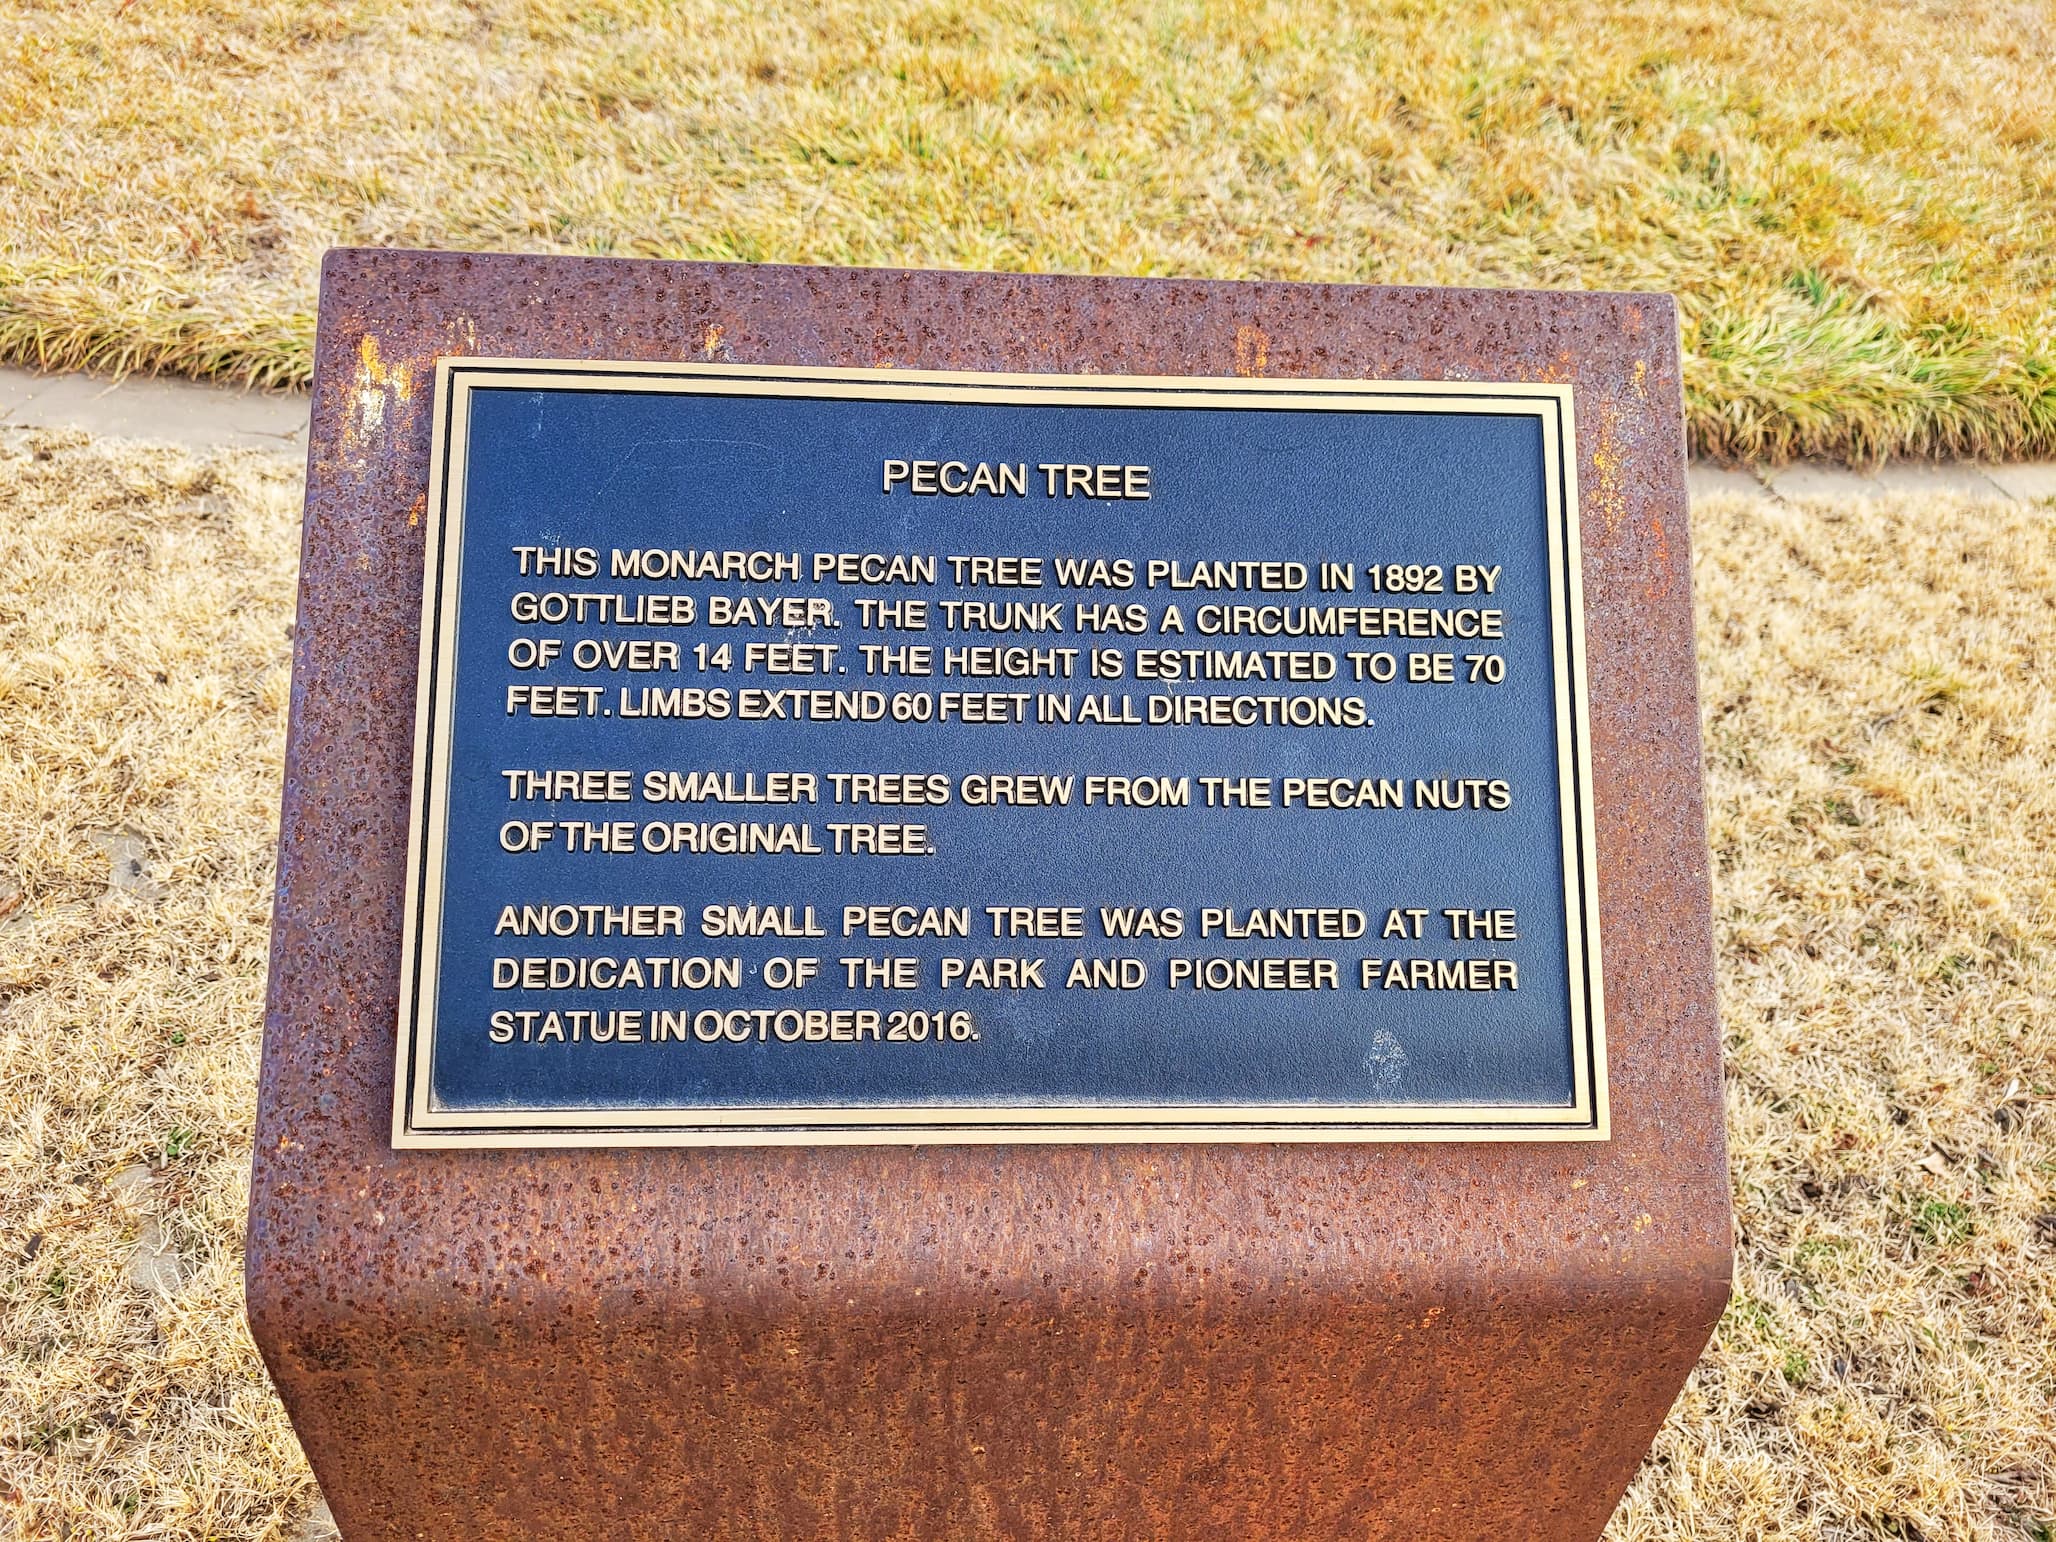 PECAN TREE
THIS MONARCH PECAN TREE WAS PLANTED IN 1892 BY
GOTTLIEB BAYER. THE TRUNK HAS A CIRCUMFERENCE
OF OVER 14 FEET. THE HEIGHT IS ESTIMATED TO BE 70
FEET. LIMBS EXTEND 60 FEET IN ALL DIRECTIONS.
THREE SMALLER TREES GREW FROM THE PECAN NUTS
OF THE ORIGINAL TREE.
ANOTHER SMALL PECAN TREE WAS PLANTED AT THE
DEDICATION OF THE PARK AND PIONEER FARMER
STATUE IN OCTOBER 2016.